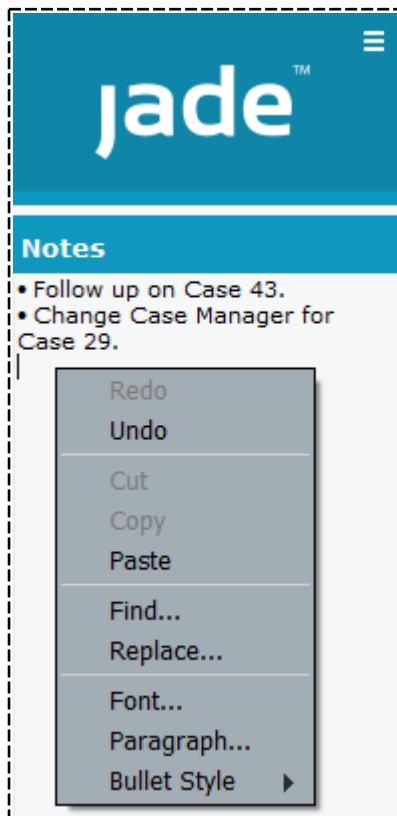 jade™
Notes
• Follow up on Case 43.
• Change Case Manager for
Case 29.
Redo
Undo
Cut
Copy
Paste
Find...
Replace...
Font...
Paragraph...
Bullet Style